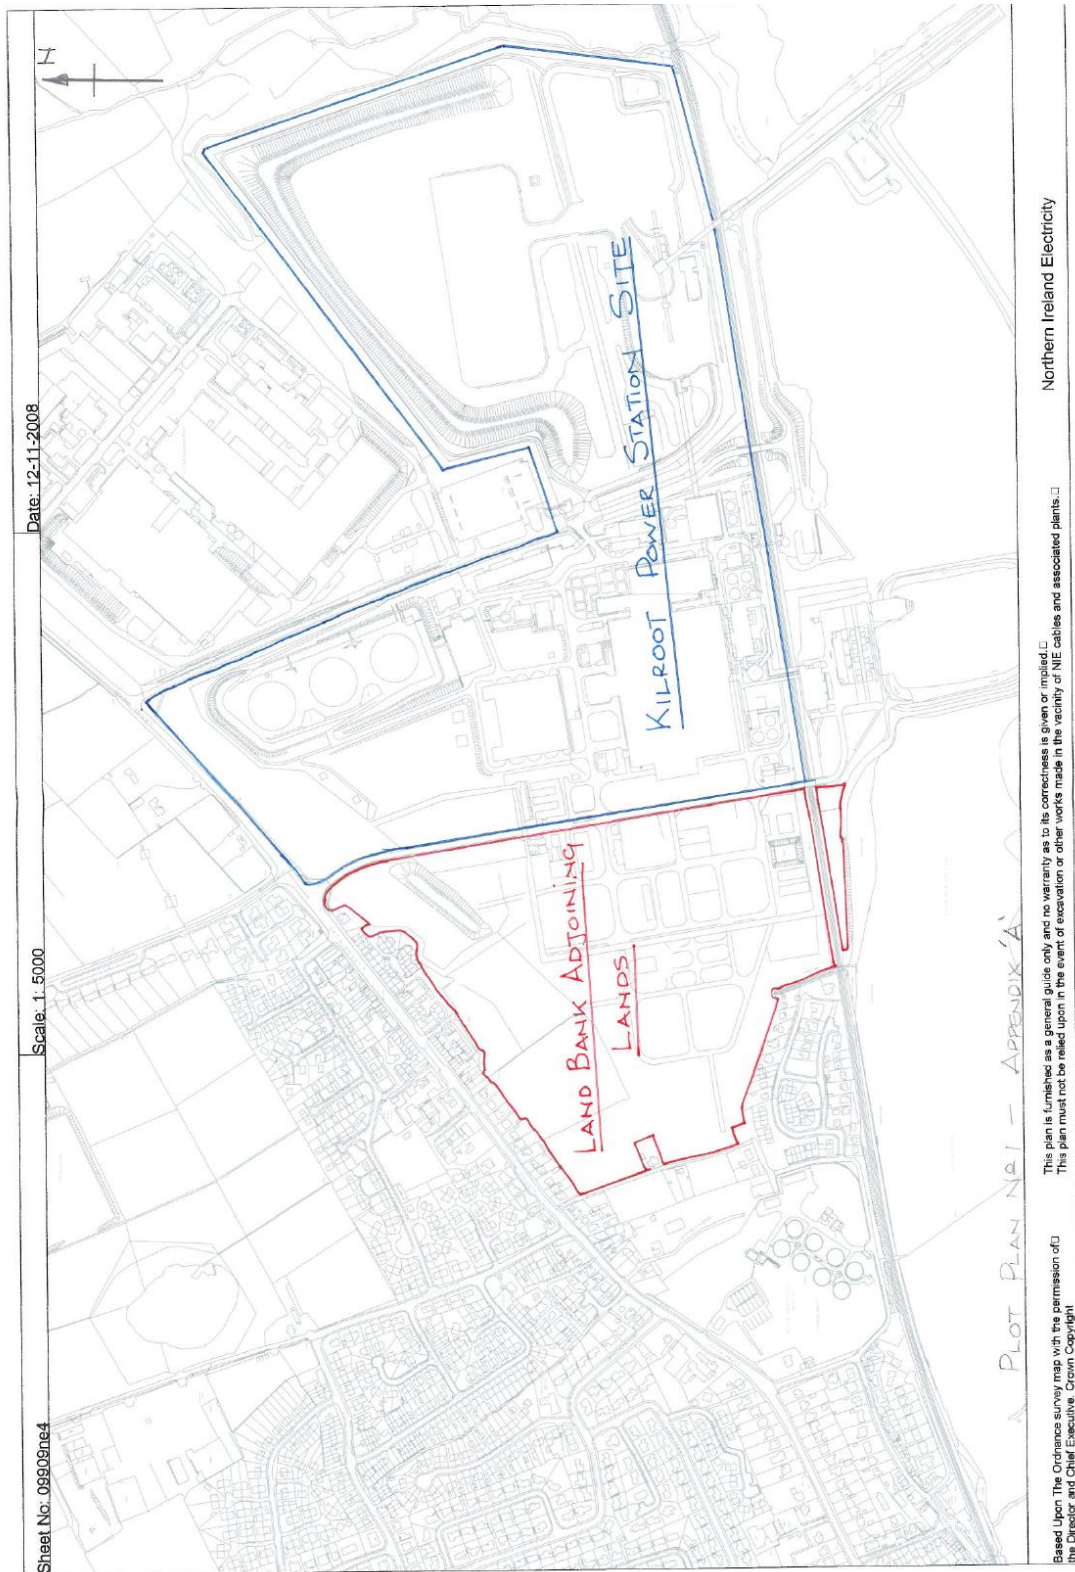 Sheet No: 09909ne4
Scale: 1: 5000
Date: 12-11-2008
KILROOT POWER STATION SITE
LAND BANK ADJOINING
LANDS
PLOT PLAN No1 - APPENDIX 'A'
Based Upon The Ordnance survey map with the permission of□
the Director and Chief Executive. Crown Copyright
This plan is furnished as a general guide only and no warranty as to its correctness is given or implied.□
This plan must not be relied upon in the event of excavation or other works made in the vacinity of NIE cables and associated plants.□
Northern Ireland Electricity